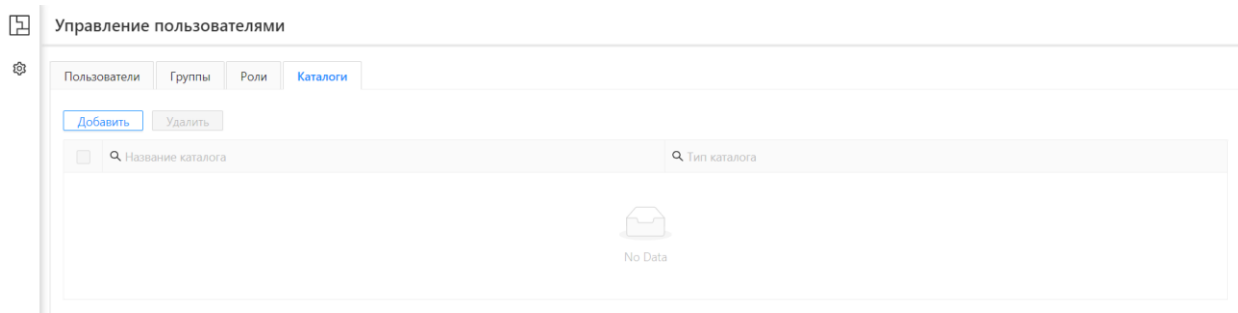 Управление пользователями
Пользователи Группы Роли Каталоги
Добавить Удалить
Название каталога Тип каталога
No Data